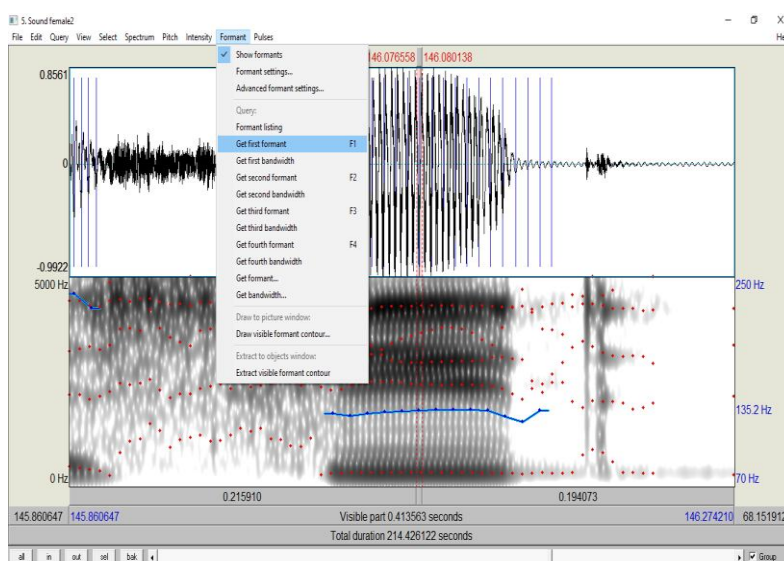 5. Sound female2
File Edit Query View Select Spectrum Pitch Intensity Formant Pulses He
146.076558 146.080138
0.8561
0
-0.9922
5000 Hz
0 Hz
250 Hz
135.2 Hz
70 Hz
Show formants
Formant settings...
Advanced formant settings...
Query:
Formant listing
Get first formant F1
Get first bandwidth
Get second formant F2
Get second bandwidth
Get third formant F3
Get third bandwidth
Get fourth formant F4
Get fourth bandwidth
Get formant...
Get bandwidth...
Draw to picture window:
Draw visible formant contour...
Extract to objects window:
Extract visible formant contour
0.215910 0.194073
145.860647 145.860647 Visible part 0.413563 seconds 146.274210 68.151912
Total duration 214.426122 seconds
all in out sel bak Group